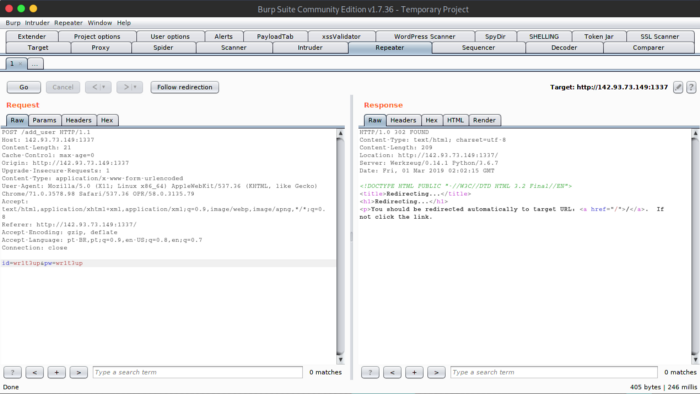 Burp Suite Community Edition v1.7.36 - Temporary Project
Burp Intruder Repeater Window Help
Extender Project options User options Alerts PayloadTab xssValidator WordPress Scanner SpyDir SHELLING Token Jar SSL Scanner
Target Proxy Spider Scanner Intruder Repeater Sequencer Decoder Comparer
1 × ...
Go Cancel < > Follow redirection Target: http://142.93.73.149:1337 ?
Request
Raw Params Headers Hex
POST /add_user HTTP/1.1
Host: 142.93.73.149:1337
Content-Length: 21
Cache-Control: max-age=0
Origin: http://142.93.73.149:1337
Upgrade-Insecure-Requests: 1
Content-Type: application/x-www-form-urlencoded
User-Agent: Mozilla/5.0 (X11; Linux x86_64) AppleWebKit/537.36 (KHTML, like Gecko)
Chrome/71.0.3578.98 Safari/537.36 OPR/58.0.3135.79
Accept:
text/html,application/xhtml+xml,application/xml;q=0.9,image/webp,image/apng,*/*;q=0.
8
Referer: http://142.93.73.149:1337/
Accept-Encoding: gzip, deflate
Accept-Language: pt-BR,pt;q=0.9,en-US;q=0.8,en;q=0.7
Connection: close
id=writ3up&pw=writ3up
? < + > Type a search term 0 matches
Response
Raw Headers Hex HTML Render
HTTP/1.0 302 FOUND
Content-Type: text/html; charset=utf-8
Content-Length: 209
Location: http://142.93.73.149:1337/
Server: Werkzeug/0.14.1 Python/3.6.7
Date: Fri, 01 Mar 2019 02:02:15 GMT
<!DOCTYPE HTML PUBLIC "-//W3C//DTD HTML 3.2 Final//EN">
<title>Redirecting...</title>
<h1>Redirecting...</h1>
<p>You should be redirected automatically to target URL: <a href="/">/</a>. If
not click the link.
? < + > Type a search term 0 matches
Done 405 bytes | 246 millis